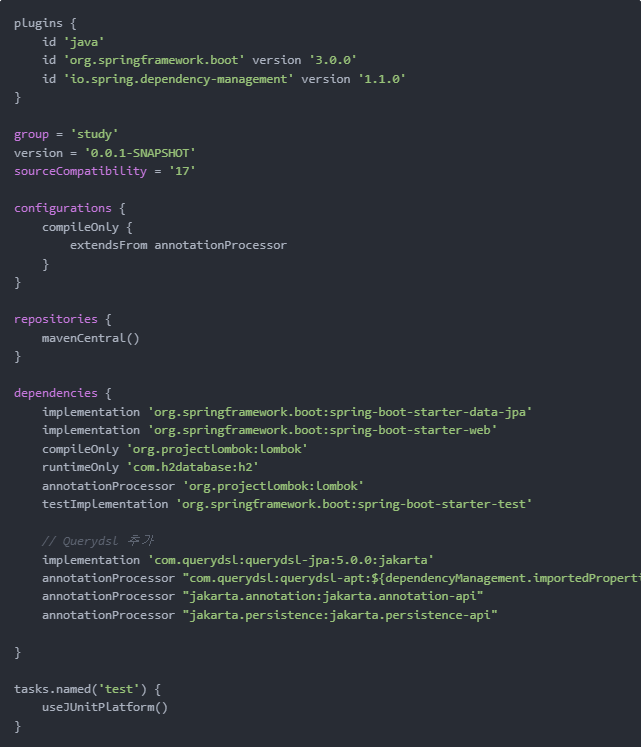 plugins {
    id 'java'
    id 'org.springframework.boot' version '3.0.0'
    id 'io.spring.dependency-management' version '1.1.0'
}

group = 'study'
version = '0.0.1-SNAPSHOT'
sourceCompatibility = '17'

configurations {
    compileOnly {
        extendsFrom annotationProcessor
    }
}

repositories {
    mavenCentral()
}

dependencies {
    implementation 'org.springframework.boot:spring-boot-starter-data-jpa'
    implementation 'org.springframework.boot:spring-boot-starter-web'
    compileOnly 'org.projectlombok:lombok'
    runtimeOnly 'com.h2database:h2'
    annotationProcessor 'org.projectlombok:lombok'
    testImplementation 'org.springframework.boot:spring-boot-starter-test'

    // Querydsl 추가
    implementation 'com.querydsl:querydsl-jpa:5.0.0:jakarta'
    annotationProcessor "com.querydsl:querydsl-apt:${dependencyManagement.importedProperti
    annotationProcessor "jakarta.annotation:jakarta.annotation-api"
    annotationProcessor "jakarta.persistence:jakarta.persistence-api"

}

tasks.named('test') {
    useJUnitPlatform()
}